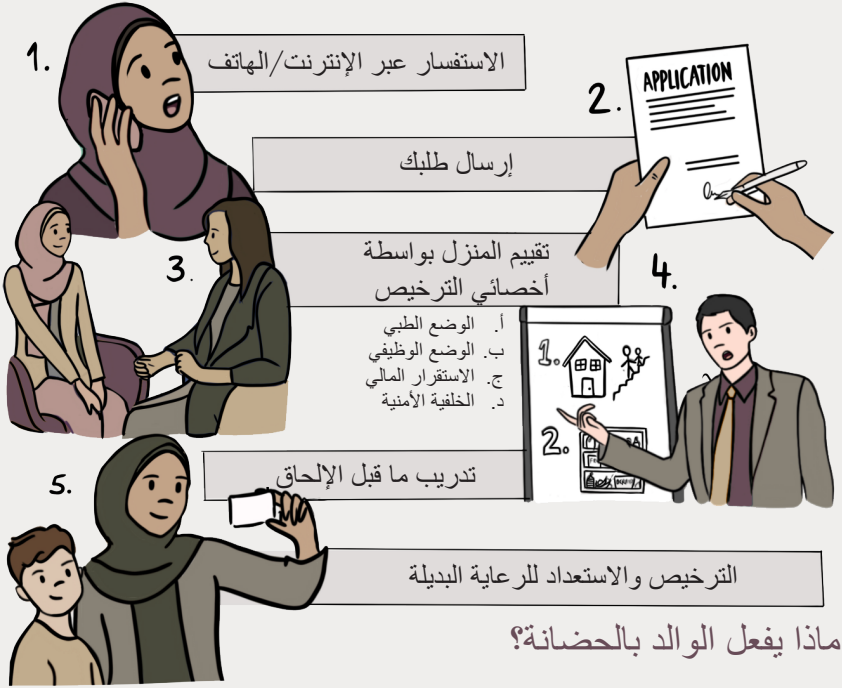 1.
الاستفسار عبر الإنترنت/الهاتف
2.
APPLICATION
إرسال طلبك
3.
تقييم المنزل بواسطة
أخصائي الترخيص
أ. الوضع الطبي
ب. الوضع الوظيفي
ج. الاستقرار المالي
د. الخلفية الأمنية
4.
1.
2.
تدريب ما قبل الإلحاق
5.
الترخيص والاستعداد للرعاية البديلة
ماذا يفعل الوالد بالحضانة؟